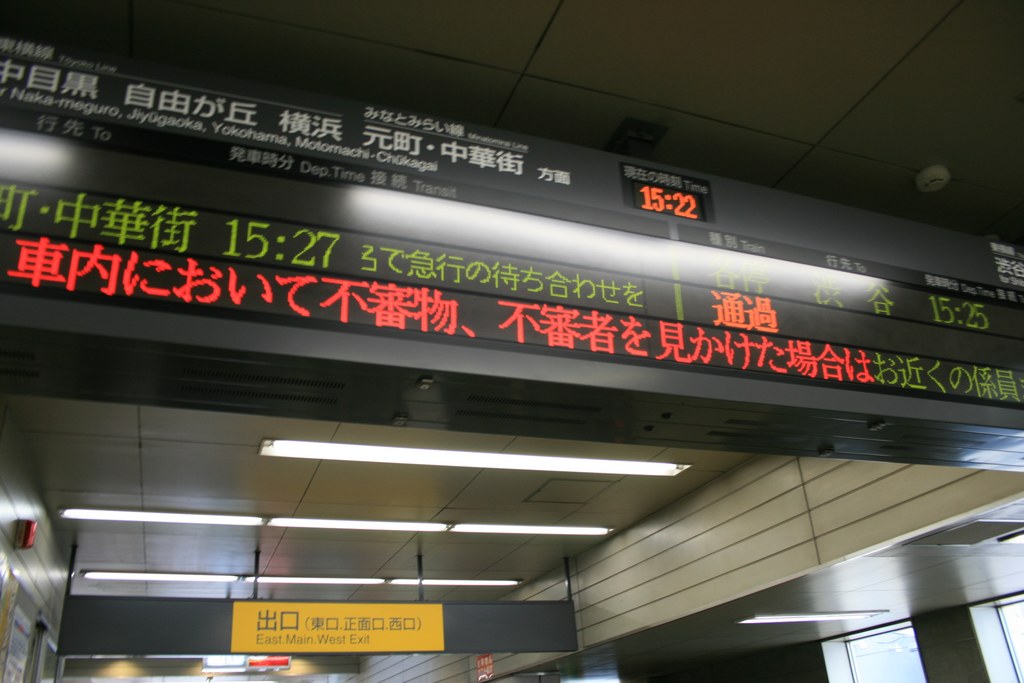 東横線 Toyoko Line
中目黒 自由が丘 横浜 みなとみらい線 Minatomirai Line 元町・中華街 方面
r Naka-meguro, Jiyūgaoka, Yokohama, Motomachi-Chūkagai
行先 To 発車時分 Dep.Time 接続 Transit
現在の時刻 Time
15:22
町・中華街 15:27 ろで急行の待ち合わせを
種別 Train 行先 To 発車時分 Dep.Time
渋谷
各停 渋谷 15:25
通過
車内において不審物、不審者を見かけた場合はお近くの係員
出口(東口.正面口.西口)
East.Main.West Exit